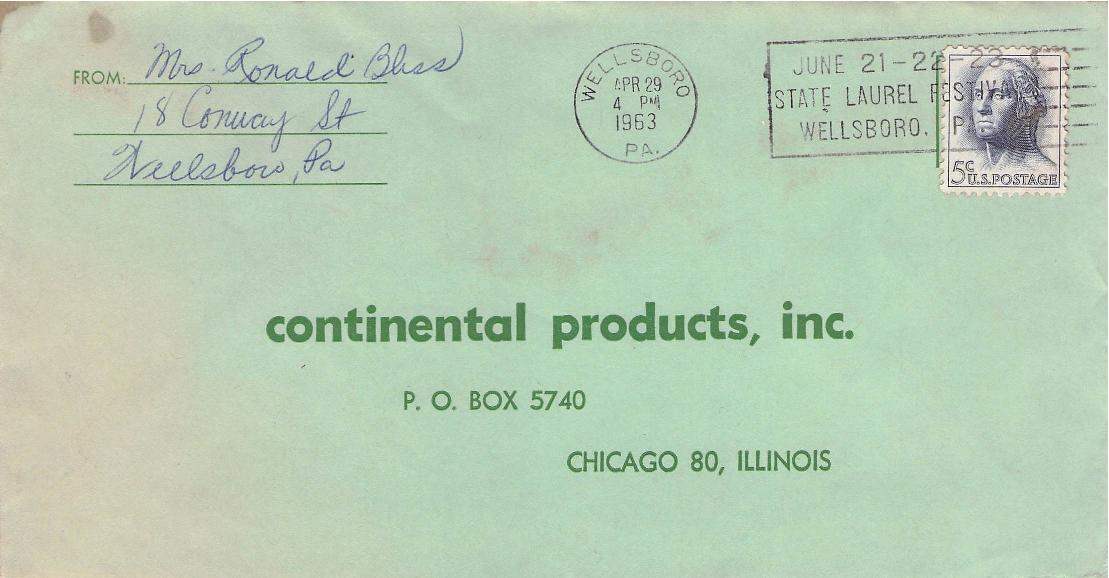 FROM: Mrs. Ronald Bliss
18 Conway St
Wellsboro, Pa
WELLSBORO
APR 29
4 PM
1963
PA.
JUNE 21-22-23
STATE LAUREL FESTIVAL
WELLSBORO, P
5c U.S. POSTAGE
continental products, inc.
P. O. BOX 5740
CHICAGO 80, ILLINOIS